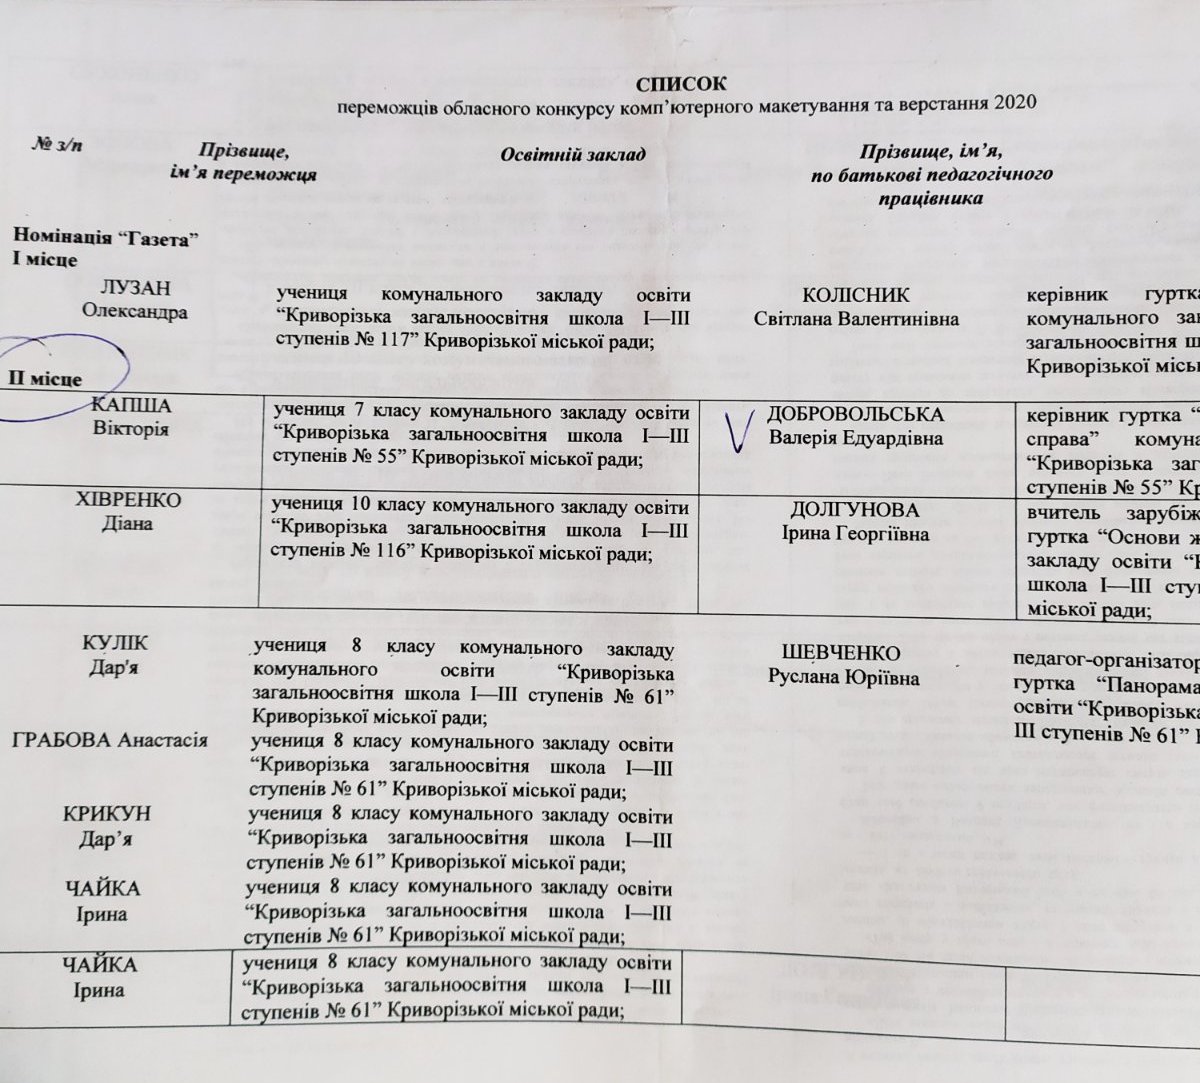 СПИСОК
переможців обласного конкурсу комп’ютерного макетування та верстання 2020
№ з/п
Прізвище,
ім’я переможця
Освітній заклад
Прізвище, ім’я,
по батькові педагогічного
працівника
Номінація “Газета”
І місце
ЛУЗАН
Олександра
учениця комунального закладу освіти
“Криворізька загальноосвітня школа І—ІІІ
ступенів № 117” Криворізької міської ради;
КОЛІСНИК
Світлана Валентинівна
керівник гуртка
комунального
загальноосвітня
Криворізької
ІІ місце
КАПША
Вікторія
учениця 7 класу комунального закладу освіти
“Криворізька загальноосвітня школа І—ІІІ
ступенів № 55” Криворізької міської ради;
ДОБРОВОЛЬСЬКА
Валерія Едуардівна
керівник гуртка “
справа”
“Криворізька
ступенів № 55”
ХІВРЕНКО
Діана
учениця 10 класу комунального закладу освіти
“Криворізька загальноосвітня школа І—ІІІ
ступенів № 116” Криворізької міської ради;
ДОЛГУНОВА
Ірина Георгіївна
вчитель
гуртка “Основи
закладу освіти
школа І—ІІІ
міської ради;
КУЛІК
Дар'я
учениця 8 класу комунального закладу
комунального освіти “Криворізька
загальноосвітня школа І—ІІІ ступенів № 61”
Криворізької міської ради;
ШЕВЧЕНКО
Руслана Юріївна
педагог-організатор
гуртка “Панорама
освіти “Криворізька
ІІІ ступенів № 61”
ГРАБОВА Анастасія
учениця 8 класу комунального закладу освіти
“Криворізька загальноосвітня школа І—ІІІ
ступенів № 61” Криворізької міської ради;
КРИКУН
Дар’я
учениця 8 класу комунального закладу освіти
“Криворізька загальноосвітня школа І—ІІІ
ступенів № 61” Криворізької міської ради;
ЧАЙКА
Ірина
учениця 8 класу комунального закладу освіти
“Криворізька загальноосвітня школа І—ІІІ
ступенів № 61” Криворізької міської ради;
ЧАЙКА
Ірина
учениця 8 класу комунального закладу освіти
“Криворізька загальноосвітня школа І—ІІІ
ступенів № 61” Криворізької міської ради;